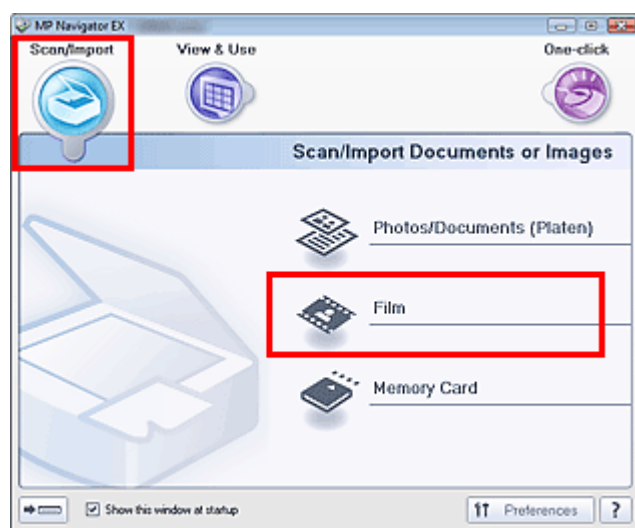 MP Navigator EX
Scan/Import View & Use One-click
Scan/Import Documents or Images
Photos/Documents (Platen)
Film
Memory Card
Show this window at startup Preferences ?